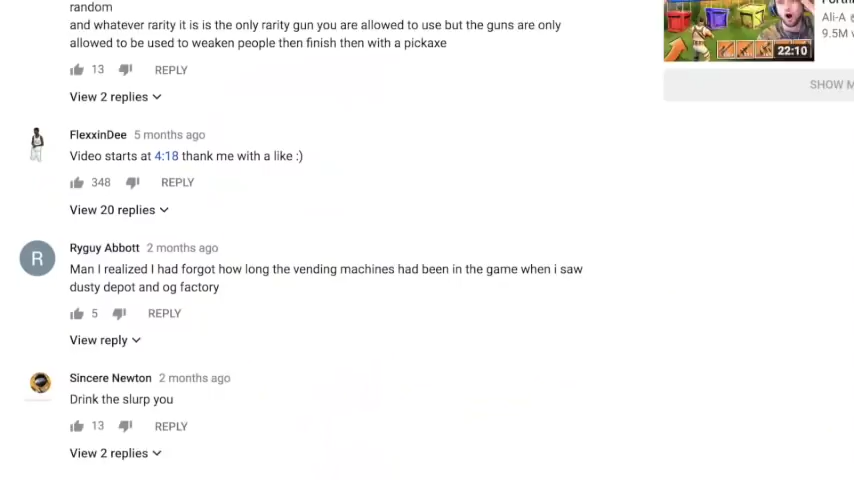 random
and whatever rarity it is is the only rarity gun you are allowed to use but the guns are only
allowed to be used to weaken people then finish then with a pickaxe
13 REPLY
View 2 replies
FlexxinDee 5 months ago
Video starts at 4:18 thank me with a like :)
348 REPLY
View 20 replies
R
Ryguy Abbott 2 months ago
Man I realized I had forgot how long the vending machines had been in the game when i saw
dusty depot and og factory
5 REPLY
View reply
Sincere Newton 2 months ago
Drink the slurp you
13 REPLY
View 2 replies
Ali-A
9.5M
22:10
SHOW M